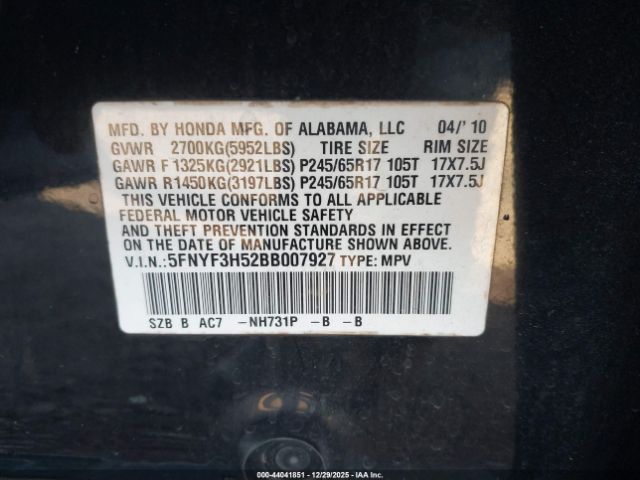 MFD. BY HONDA MFG. OF ALABAMA, LLC 04/'10
GVWR 2700KG(5952LBS) TIRE SIZE RIM SIZE
GAWR F 1325KG(2921LBS) P245/65R17 105T 17X7.5J
GAWR R1450KG(3197LBS) P245/65R17 105T 17X7.5J
THIS VEHICLE CONFORMS TO ALL APPLICABLE
FEDERAL MOTOR VEHICLE SAFETY
AND THEFT PREVENTION STANDARDS IN EFFECT
ON THE DATE OF MANUFACTURE SHOWN ABOVE.
V.I.N.: 5FNYF3H52BB007927 TYPE: MPV
SZB B AC7 -NH731P -B -B
000-44041851 - 12/29/2025 - IAA Inc.